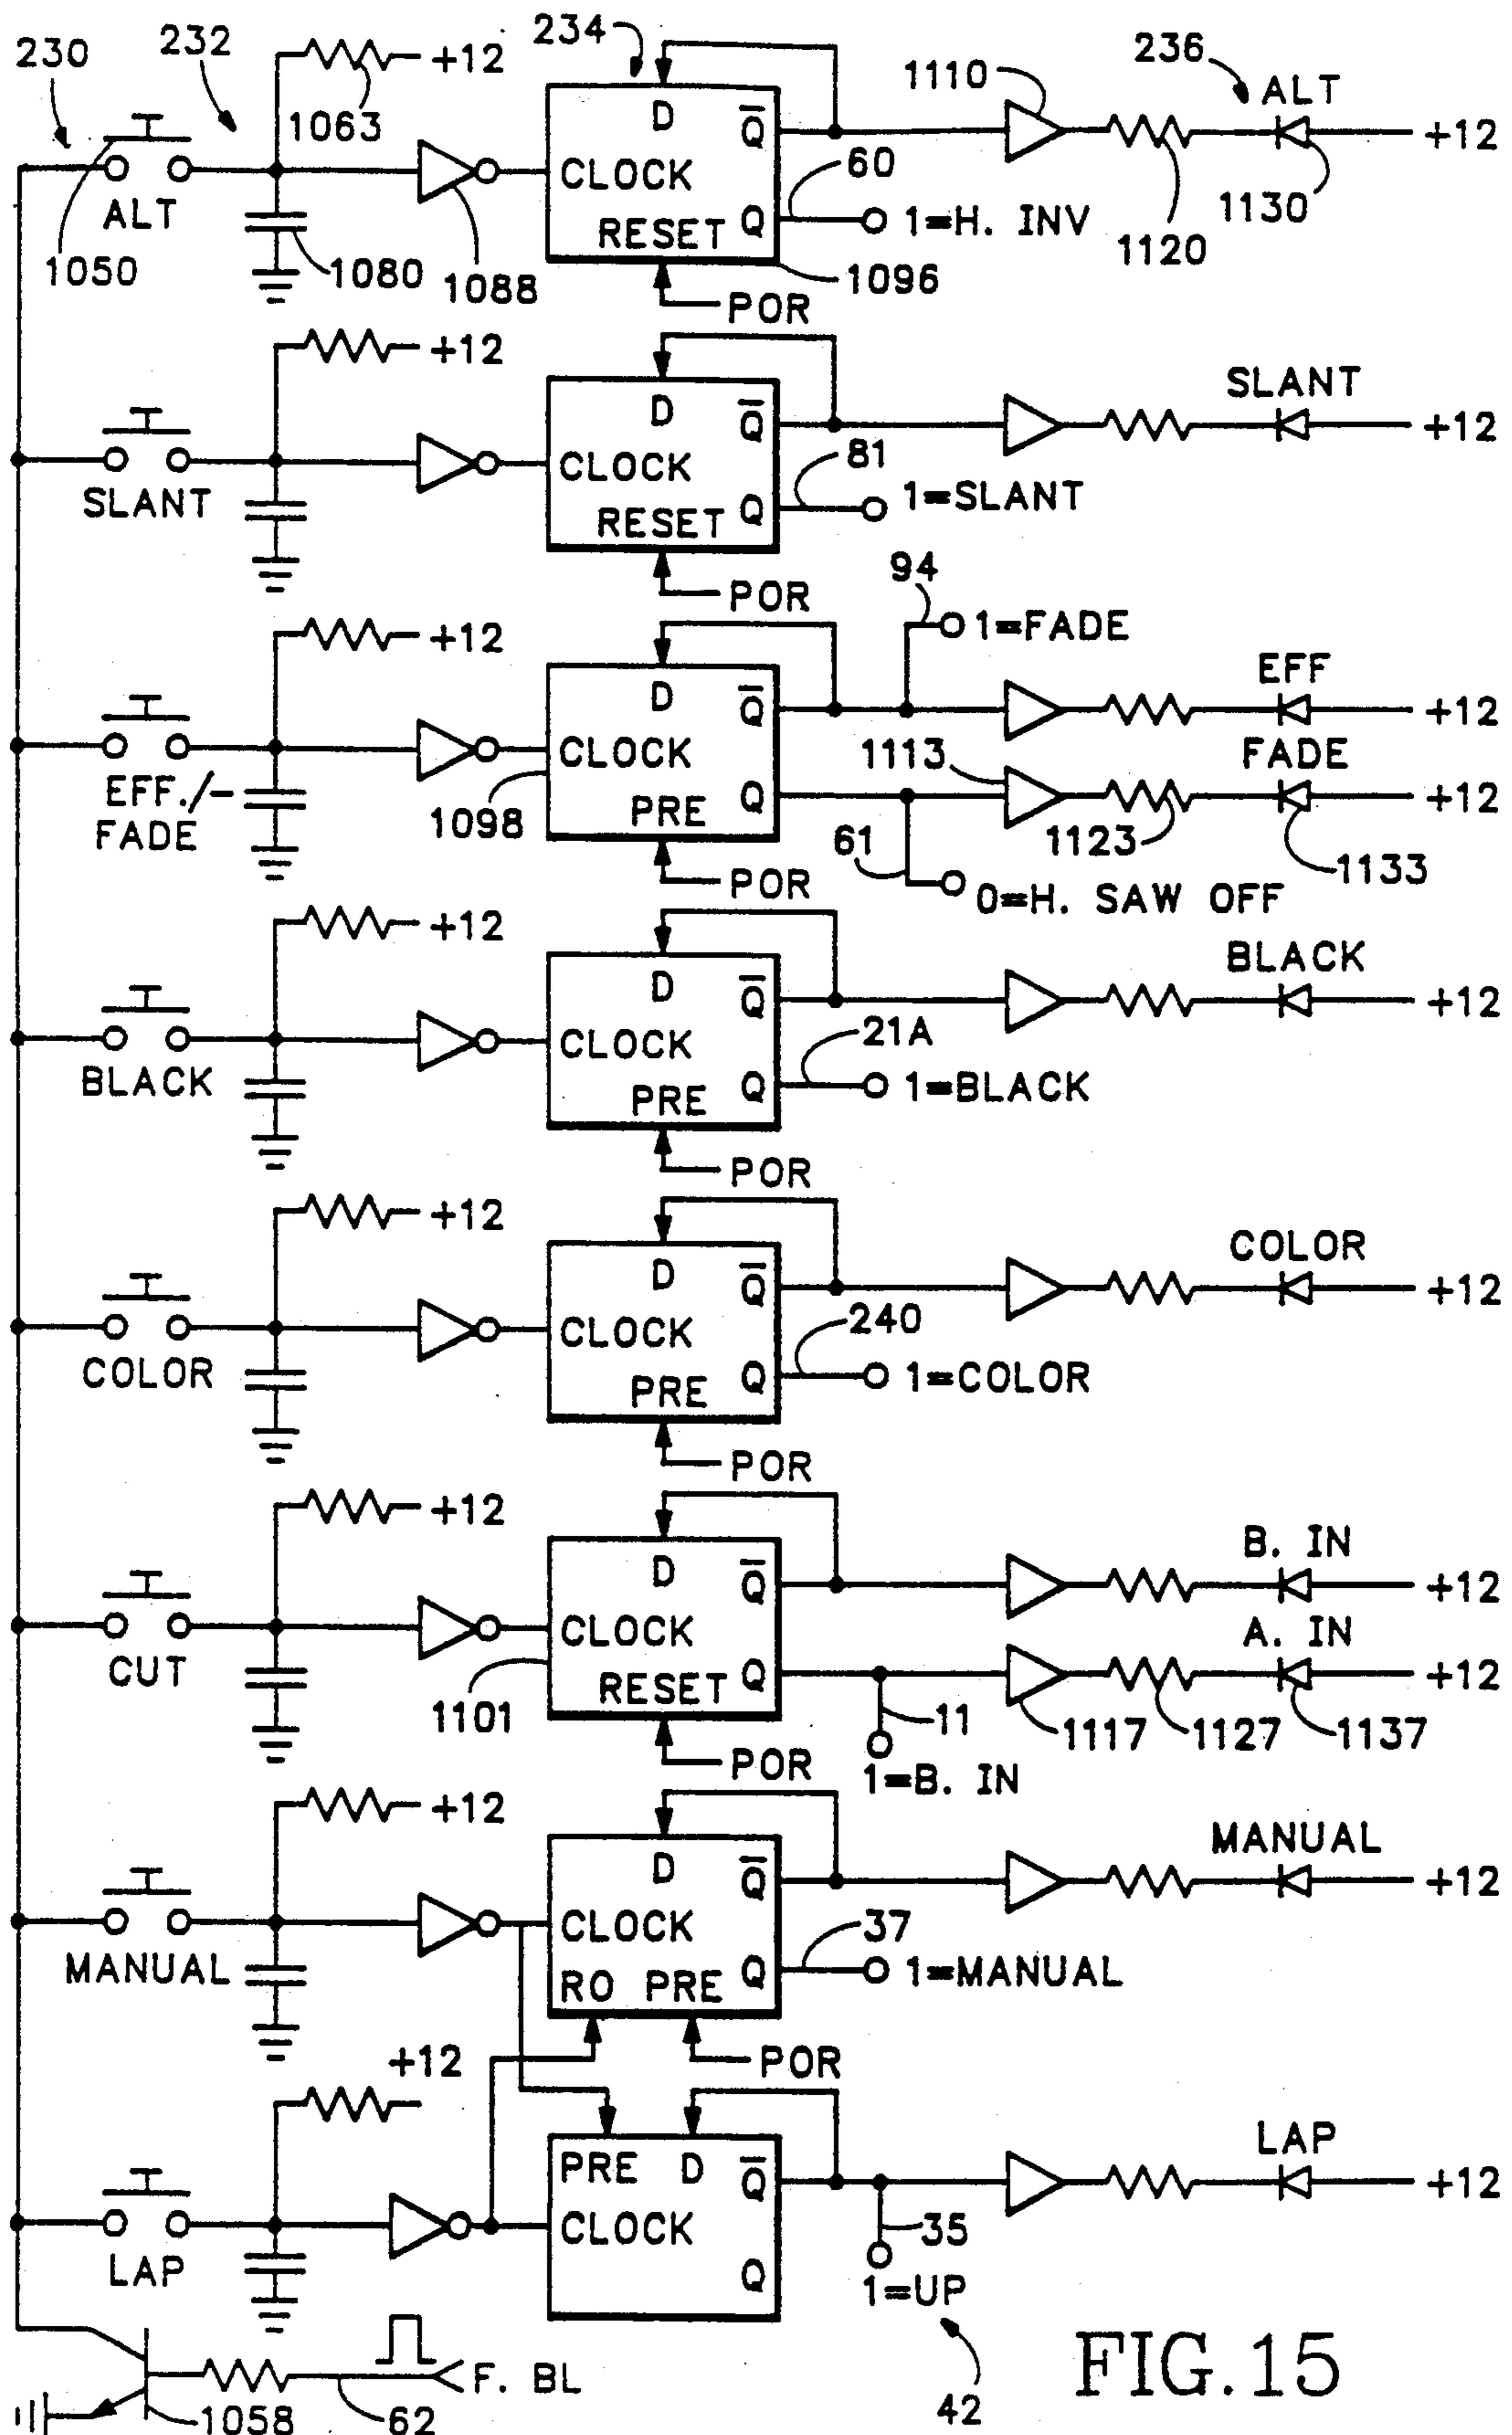 230
232
+12
1063
234
D
Q̅
CLOCK
RESET
Q
1110
236
ALT
+12
1050
ALT
1080
1088
60
1=H. INV
1096
1120
1130
POR
+12
SLANT
D
Q̅
CLOCK
RESET
Q
81
1=SLANT
SLANT
+12
POR
94
1=FADE
+12
EFF./-
FADE
D
Q̅
CLOCK
PRE
Q
1098
EFF
+12
1113
FADE
+12
61
1123
1133
0=H. SAW OFF
POR
+12
BLACK
D
Q̅
CLOCK
PRE
Q
21A
1=BLACK
BLACK
+12
POR
+12
COLOR
D
Q̅
CLOCK
PRE
Q
240
1=COLOR
COLOR
+12
POR
+12
CUT
D
Q̅
CLOCK
RESET
Q
1101
B. IN
+12
A. IN
+12
11
1=B. IN
1117
1127
1137
POR
+12
MANUAL
D
Q̅
CLOCK
RO PRE
Q
37
1=MANUAL
MANUAL
+12
POR
+12
LAP
PRE D
Q̅
CLOCK
Q
LAP
+12
35
1=UP
F. BL
1058
62
42
FIG.15